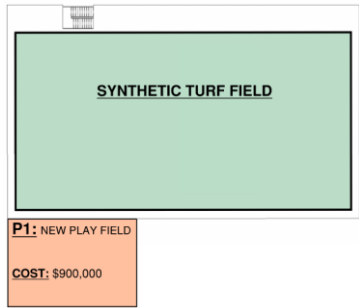 SYNTHETIC TURF FIELD
P1: NEW PLAY FIELD
COST: $900,000